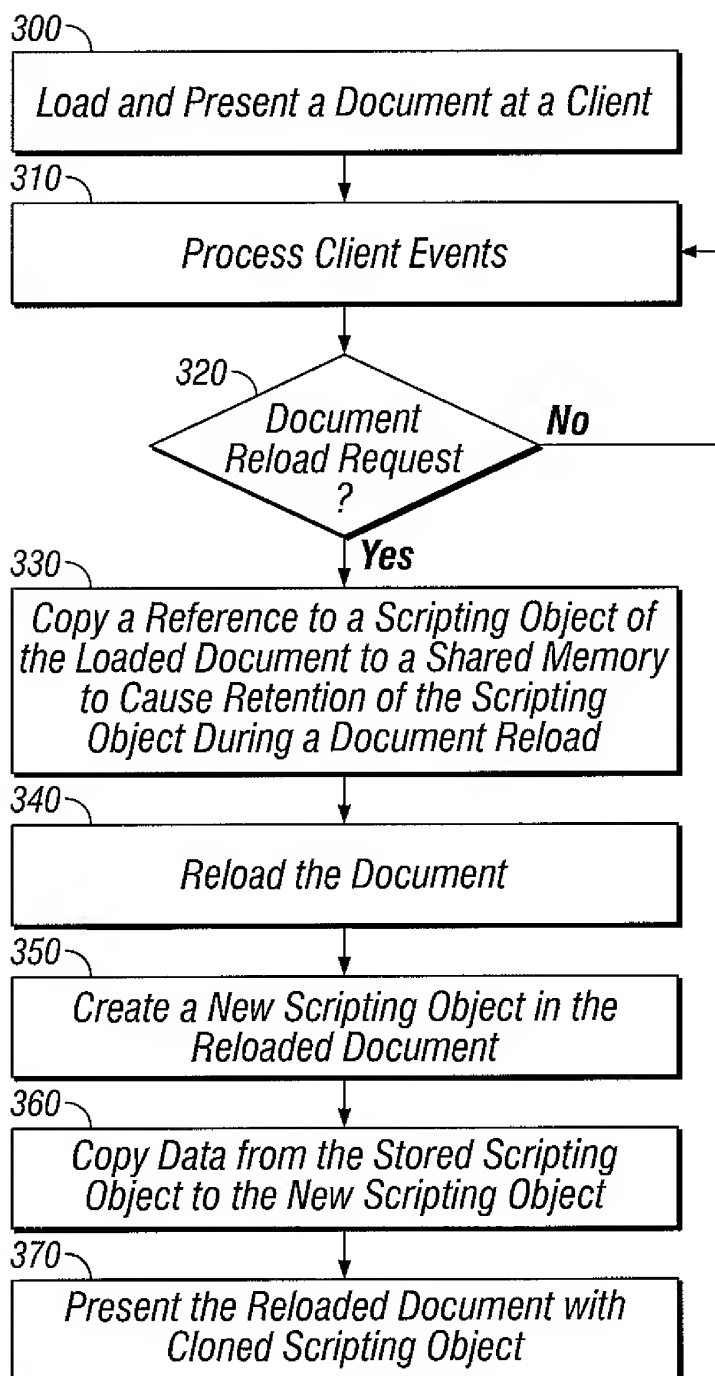 300
Load and Present a Document at a Client
310
Process Client Events
320
Document
Reload Request
?
No
Yes
330
Copy a Reference to a Scripting Object of
the Loaded Document to a Shared Memory
to Cause Retention of the Scripting
Object During a Document Reload
340
Reload the Document
350
Create a New Scripting Object in the
Reloaded Document
360
Copy Data from the Stored Scripting
Object to the New Scripting Object
370
Present the Reloaded Document with
Cloned Scripting Object